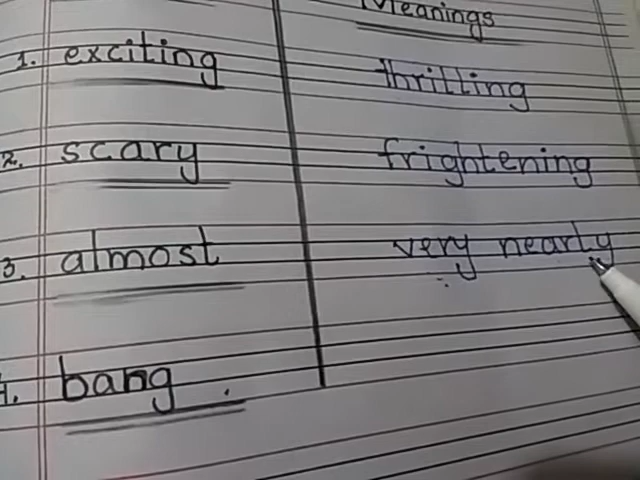 Meanings
1. exciting thrilling
2. scary frightening
3. almost very nearly
4. bang